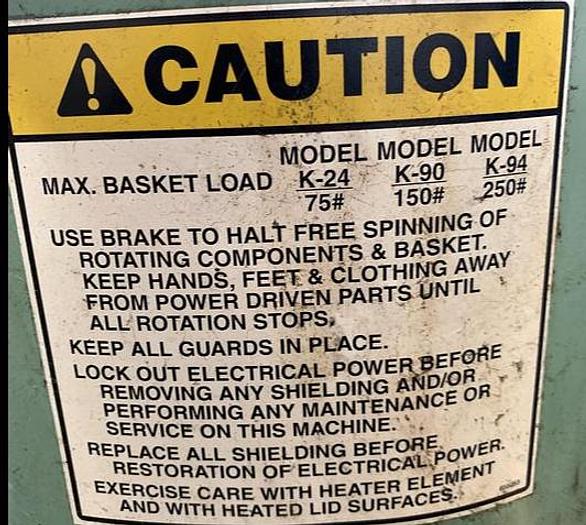 CAUTION
MODEL MODEL MODEL
MAX. BASKET LOAD K-24 K-90 K-94
75# 150# 250#
USE BRAKE TO HALT FREE SPINNING OF
ROTATING COMPONENTS & BASKET.
KEEP HANDS, FEET & CLOTHING AWAY
FROM POWER DRIVEN PARTS UNTIL
ALL ROTATION STOPS.
KEEP ALL GUARDS IN PLACE.
LOCK OUT ELECTRICAL POWER BEFORE
REMOVING ANY SHIELDING AND/OR
PERFORMING ANY MAINTENANCE OR
SERVICE ON THIS MACHINE.
REPLACE ALL SHIELDING BEFORE
RESTORATION OF ELECTRICAL POWER.
EXERCISE CARE WITH HEATER ELEMENT
AND WITH HEATED LID SURFACES.